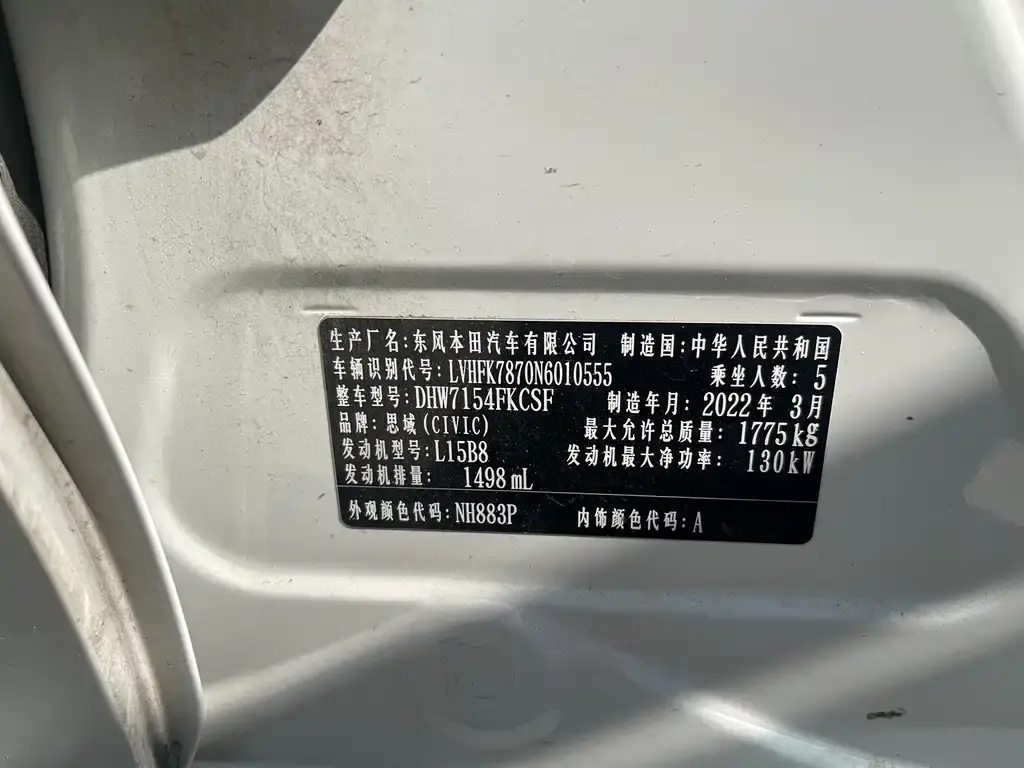 生产厂名:东风本田汽车有限公司 制造国:中华人民共和国
车辆识别代号:LVHFK7870N6010555 乘坐人数: 5
整车型号:DHW7154FKCSF 制造年月:2022年 3月
品牌:思域(CIVIC) 最大允许总质量: 1775kg
发动机型号:L15B8 发动机最大净功率: 130kW
发动机排量: 1498mL
外观颜色代码:NH883P 内饰颜色代码:A